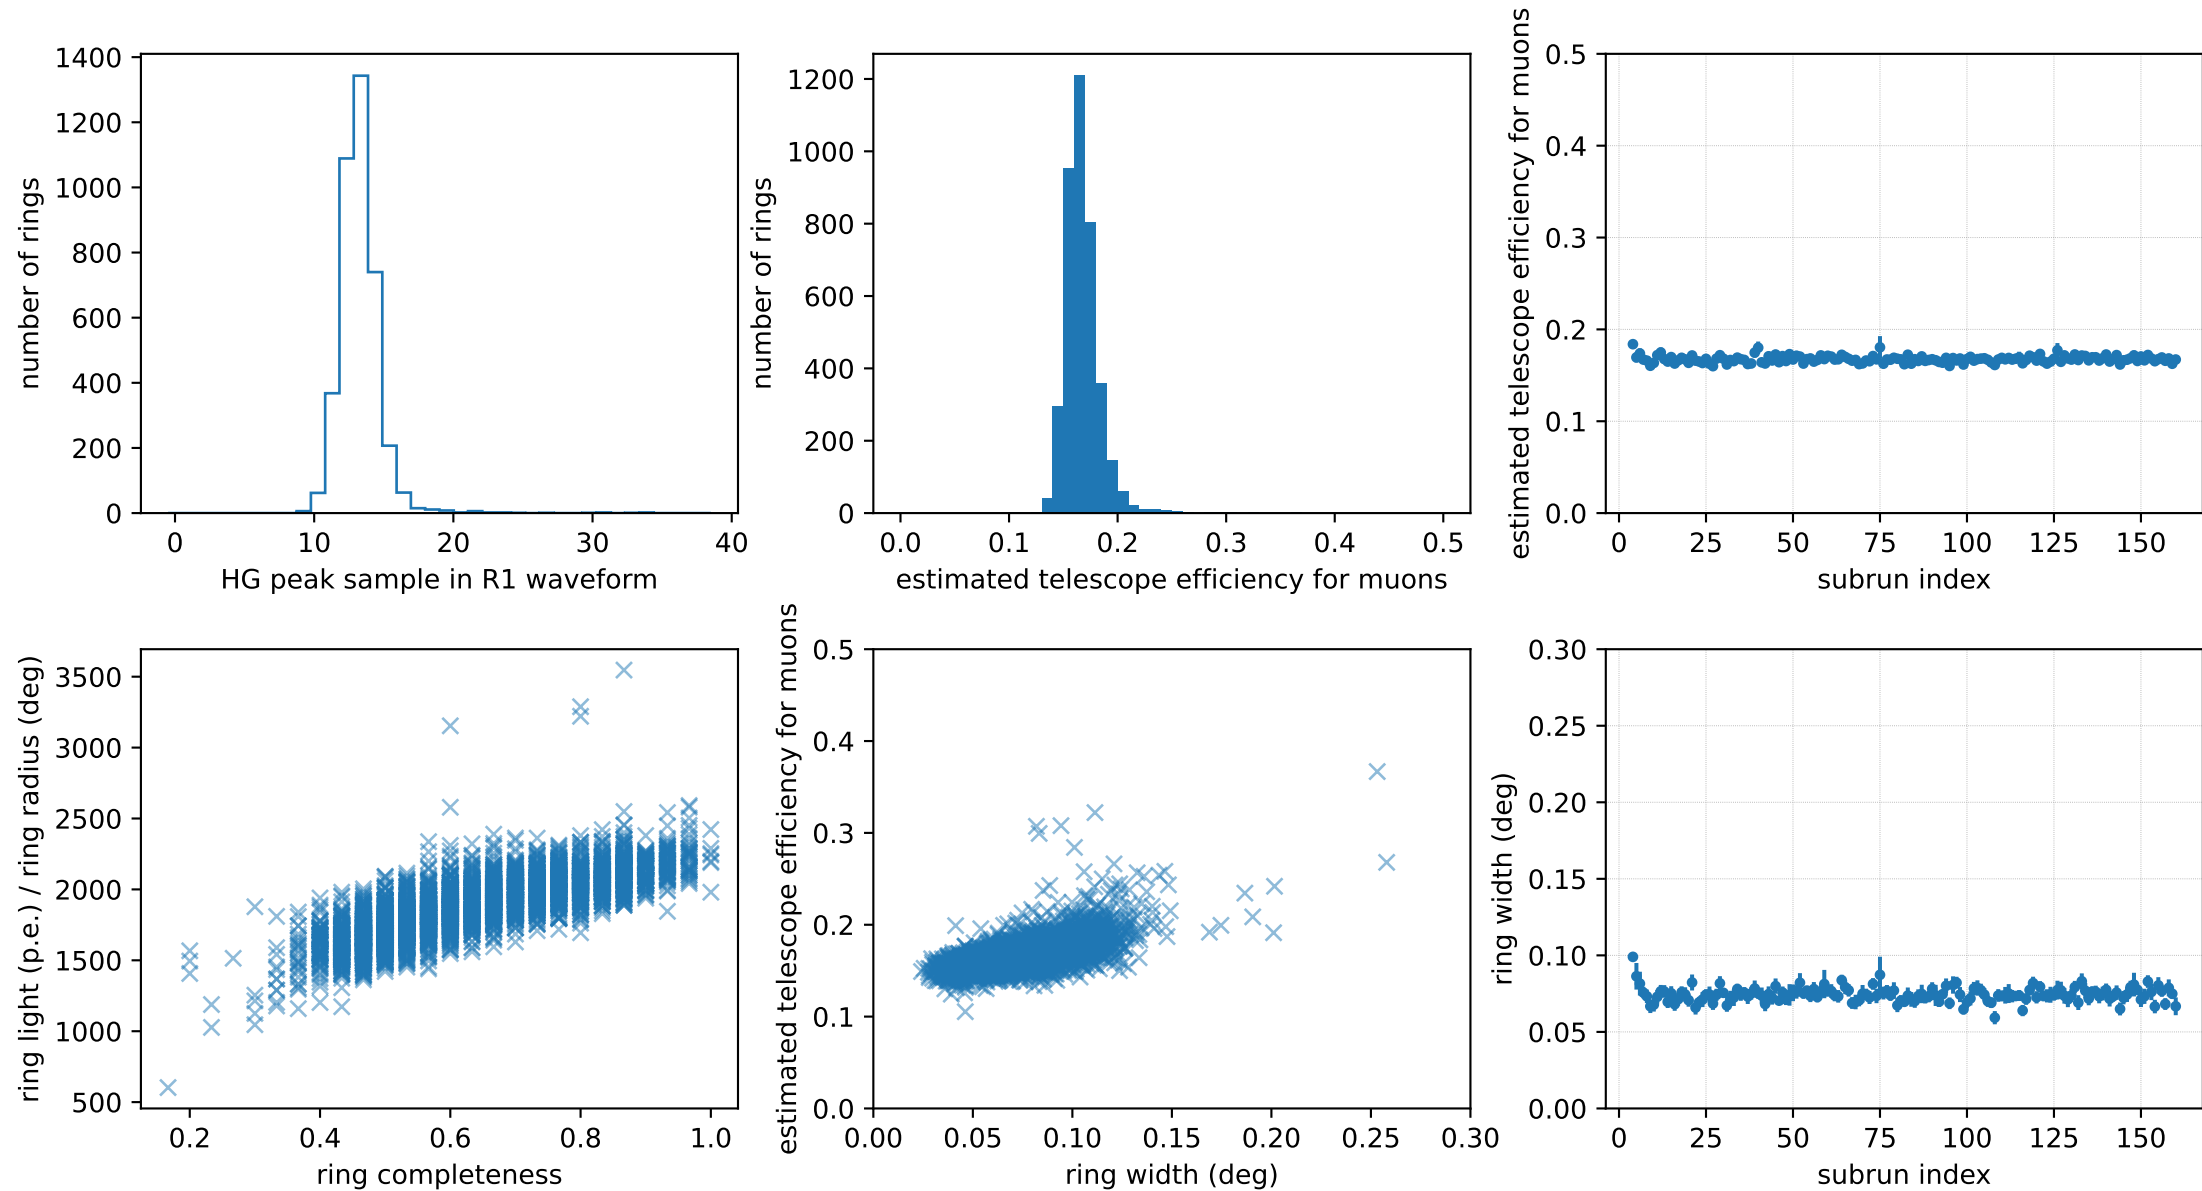 number of rings
1400
1200
1000
800
600
400
200
0
0 10 20 30 40
HG peak sample in R1 waveform
number of rings
1200
1000
800
600
400
200
0
0.0 0.1 0.2 0.3 0.4 0.5
estimated telescope efficiency for muons
estimated telescope efficiency for muons
0.5
0.4
0.3
0.2
0.1
0.0
0 25 50 75 100 125 150
subrun index
ring light (p.e.) / ring radius (deg)
3500
3000
2500
2000
1500
1000
500
0.2 0.4 0.6 0.8 1.0
ring completeness
estimated telescope efficiency for muons
0.5
0.4
0.3
0.2
0.1
0.0
0.00 0.05 0.10 0.15 0.20 0.25 0.30
ring width (deg)
ring width (deg)
0.30
0.25
0.20
0.15
0.10
0.05
0.00
0 25 50 75 100 125 150
subrun index